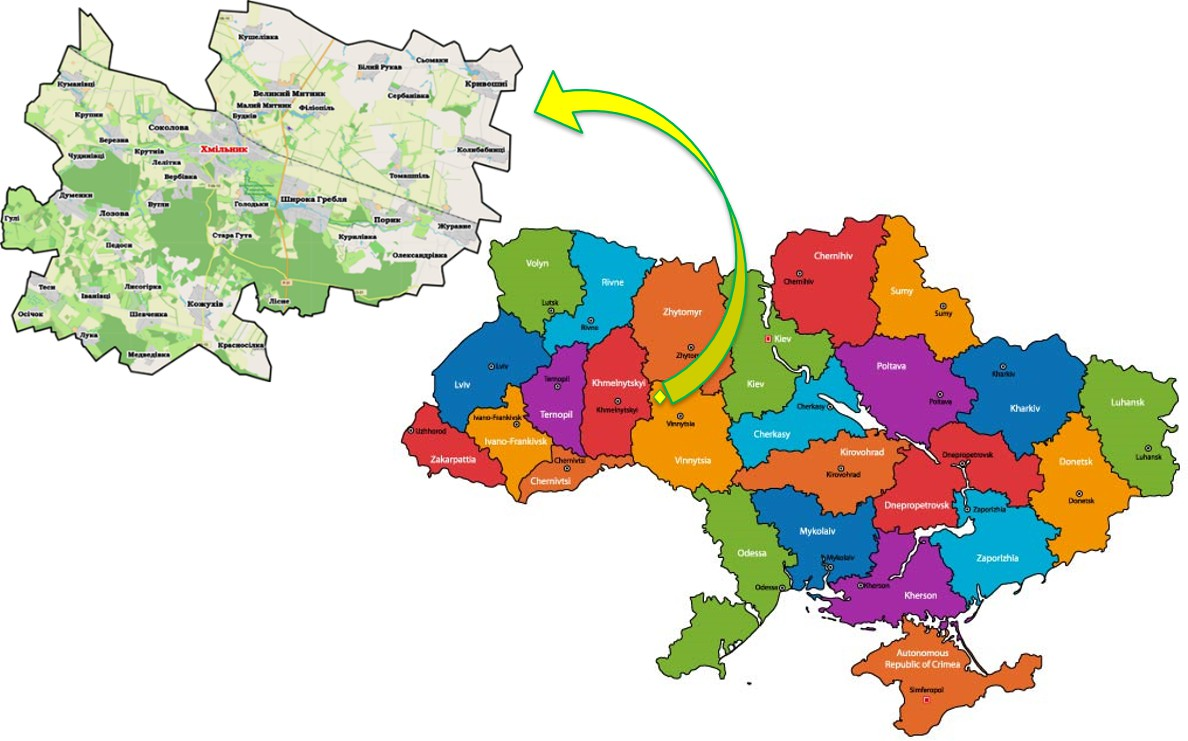 Кушелівка
Сьомаки
Білий Рукав
Кривошиї
Куманівці
Сербанівка
Великий Митник
Малий Митник
Філіопіль
Крупин
Будків
Соколова
Березна
Хмільник
Колибабинці
Крутнів
Чудинівці
Лелітка
Вербівка
Томашпіль
Думенки
Широка Гребля
Вугли
Голодьки
Лозова
Гулі
Порик
Журавне
Стара Гута
Курилівка
Педоси
Олександрівка
Теси
Лисогірка
Іванівці
Кожухів
Лісне
Осічок
Шевченка
Лука
Красносілка
Медведівка
Volyn
Lutsk
Rivne
Rivno
Zhytomyr
Zhytom
Chernihiv
Chernihiv
Sumy
Sumy
Kiev
Kiev
Lviv
Lviv
Ternopil
Ternopil
Khmelnytskyi
Khmelnytskyi
Vinnytsia
Vinnytsia
Poltava
Poltava
Kharkiv
Kharkiv
Luhansk
Luhansk
Cherkasy
Cherkasy
Uzhhorod
Zakarpattia
Ivano-Frankivsk
Ivano-Frankivsk
Chernivtsi
Chernivtsi
Kirovohrad
Kirovohrad
Dnepropetrovsk
Dnepropetrovsk
Donetsk
Donetsk
Zaporizhia
Zaporizhia
Mykolaiv
Mykolaiv
Odessa
Odessa
Kherson
Kherson
Autonomous
Republic of Crimea
Simferopol